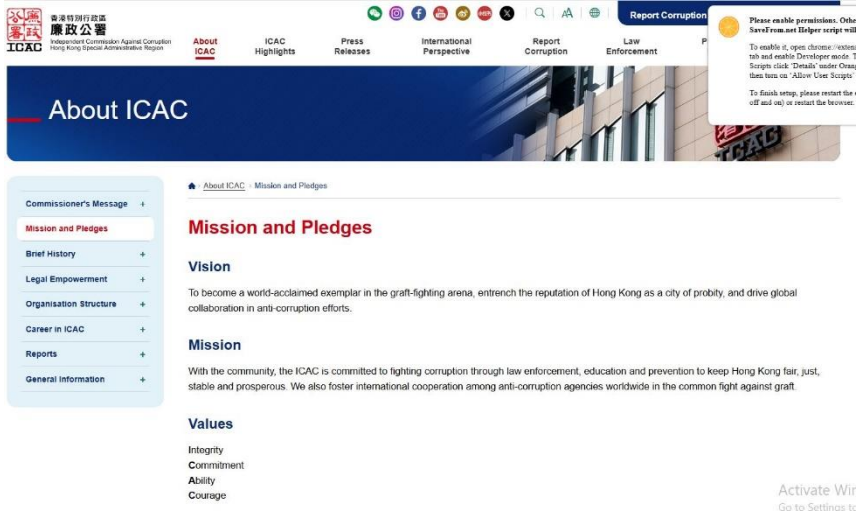 香港特別行政區
廉政公署
Independent Commission Against Corruption
Hong Kong Special Administrative Region
ICAC
Report Corruption:
About ICAC
ICAC Highlights
Press Releases
International Perspective
Report Corruption
Law Enforcement
Please enable permissions. Othe
SaveFrom.net Helper script will
To enable it, open chrome://exten
tab and enable Developer mode. T
Scripts click 'Details' under Orang
then turn on 'Allow User Scripts'
To finish setup, please restart the e
off and on) or restart the browser.
About ICAC
ICAC
About ICAC
Mission and Pledges
Commissioner's Message +
Mission and Pledges
Brief History +
Legal Empowerment +
Organisation Structure +
Career in ICAC +
Reports +
General Information +
Mission and Pledges
Vision
To become a world-acclaimed exemplar in the graft-fighting arena, entrench the reputation of Hong Kong as a city of probity, and drive global
collaboration in anti-corruption efforts.
Mission
With the community, the ICAC is committed to fighting corruption through law enforcement, education and prevention to keep Hong Kong fair, just,
stable and prosperous. We also foster international cooperation among anti-corruption agencies worldwide in the common fight against graft.
Values
Integrity
Commitment
Ability
Courage
Activate Win
Go to Settings to